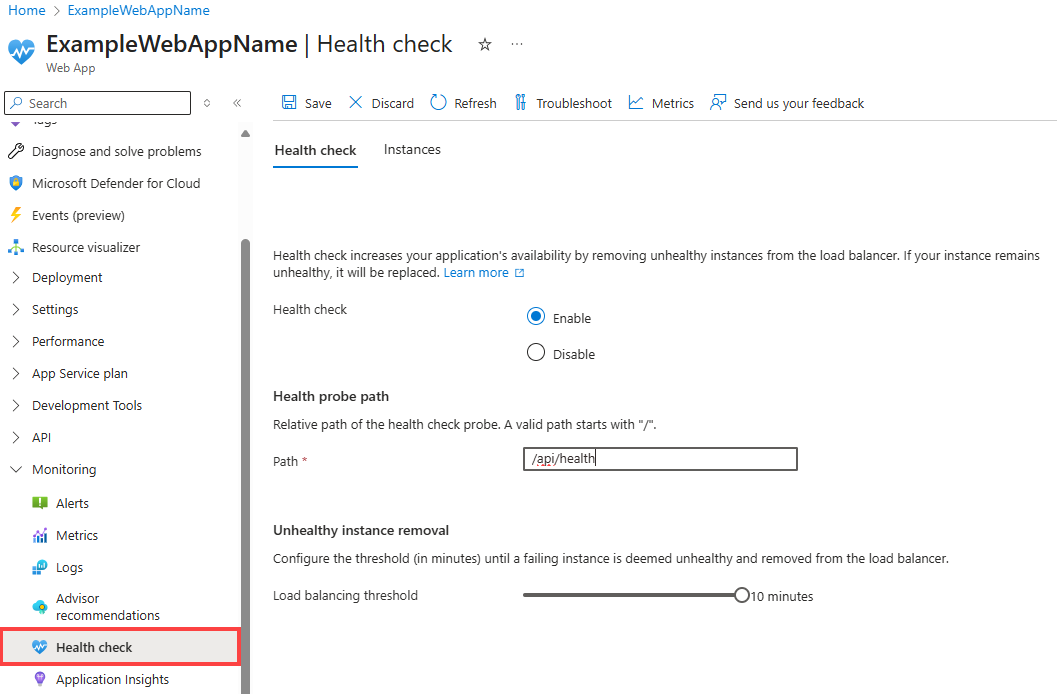 Home > ExampleWebAppName
ExampleWebAppName | Health check
Web App
Search
Save
Discard
Refresh
Troubleshoot
Metrics
Send us your feedback
Diagnose and solve problems
Microsoft Defender for Cloud
Events (preview)
Resource visualizer
Deployment
Settings
Performance
App Service plan
Development Tools
API
Monitoring
Alerts
Metrics
Logs
Advisor
recommendations
Health check
Application Insights
Health check
Instances
Health check increases your application's availability by removing unhealthy instances from the load balancer. If your instance remains
unhealthy, it will be replaced. Learn more
Health check
Enable
Disable
Health probe path
Relative path of the health check probe. A valid path starts with "/".
Path *
/api/health
Unhealthy instance removal
Configure the threshold (in minutes) until a failing instance is deemed unhealthy and removed from the load balancer.
Load balancing threshold
10 minutes